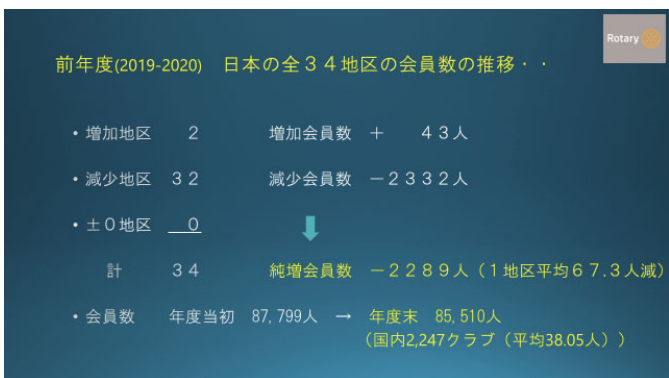 Rotary
前年度(2019-2020) 日本の全34地区の会員数の推移・・
・増加地区 2 増加会員数 + 43人
・減少地区 32 減少会員数 −2332人
・±0地区 0
計 34 純増会員数 −2289人(1地区平均67.3人減)
・会員数 年度当初 87,799人 → 年度末 85,510人
(国内2,247クラブ(平均38.05人))